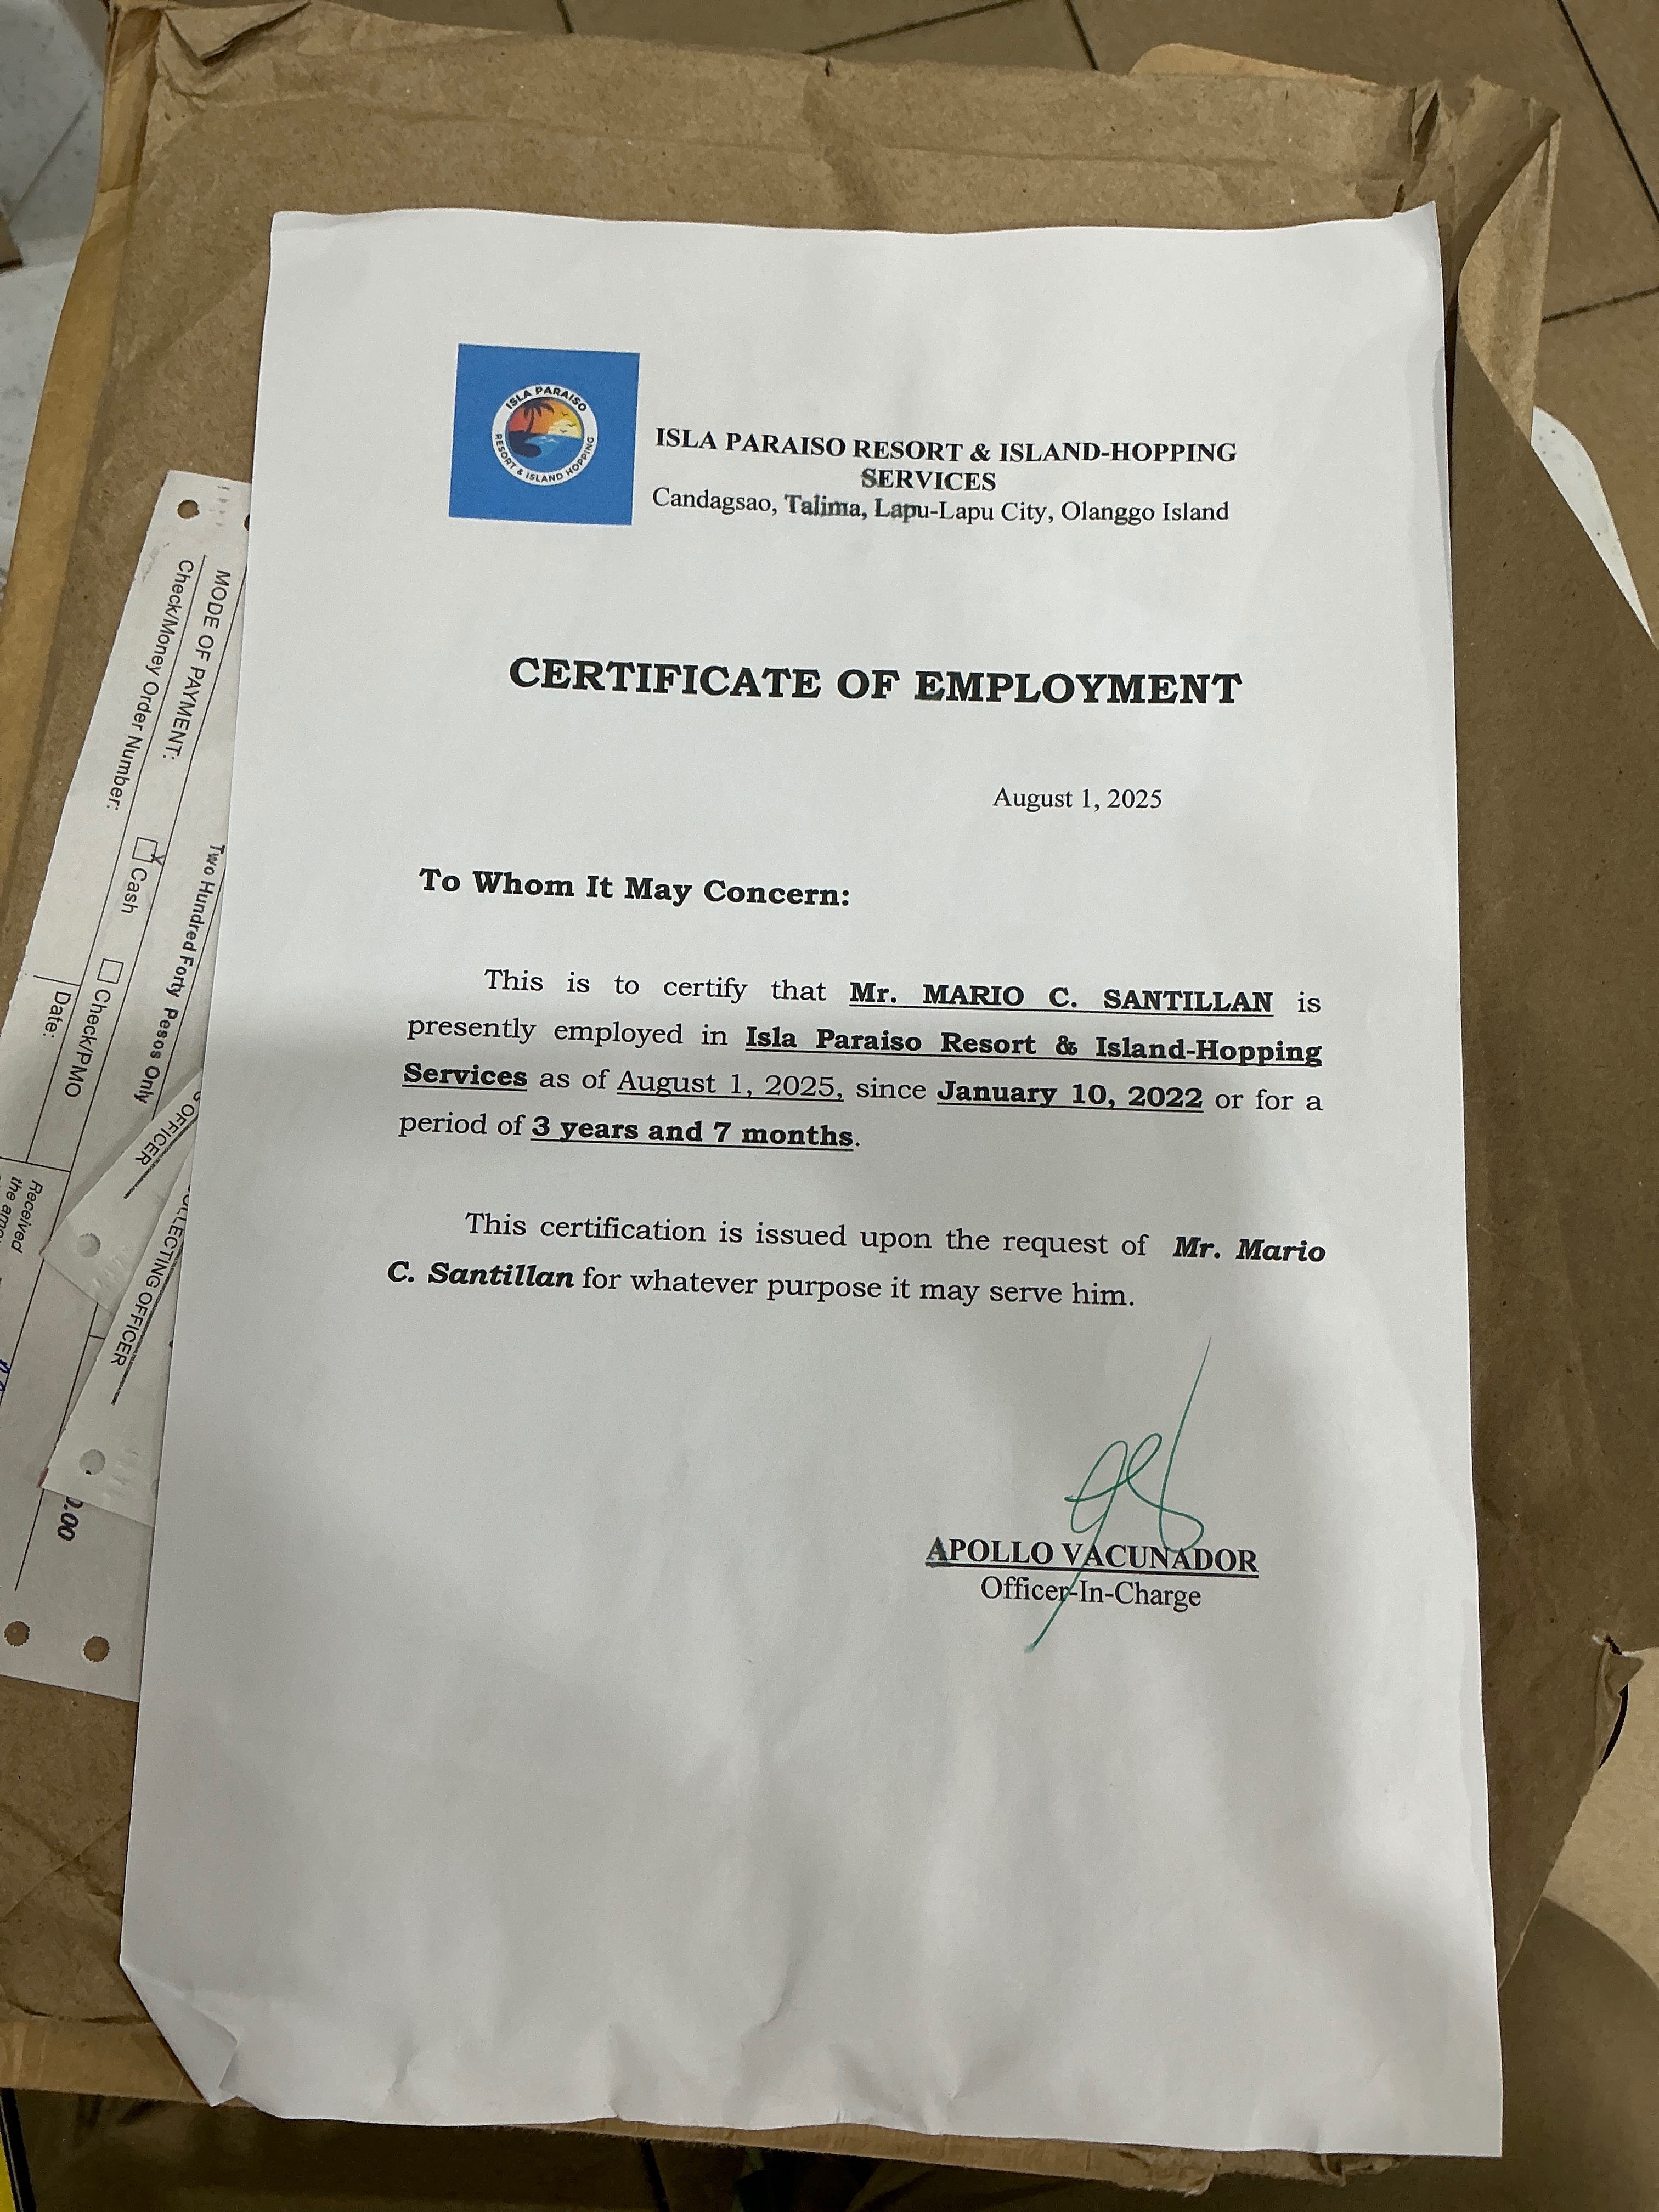 ISLA PARAISO
RESORT & ISLAND HOPPING
ISLA PARAISO RESORT & ISLAND-HOPPING
SERVICES
Candagsao, Talima, Lapu-Lapu City, Olanggo Island
CERTIFICATE OF EMPLOYMENT
August 1, 2025
To Whom It May Concern:
This is to certify that Mr. MARIO C. SANTILLAN is
presently employed in Isla Paraiso Resort & Island-Hopping
Services as of August 1, 2025, since January 10, 2022 or for a
period of 3 years and 7 months.
This certification is issued upon the request of Mr. Mario
C. Santillan for whatever purpose it may serve him.
APOLLO VACUNADOR
Officer-In-Charge
Two Hundred Forty Pesos Only
MODE OF PAYMENT:
Cash
Check/PMO
Check/Money Order Number:
Date:
Received
the
OFFICER
COLLECTING OFFICER
0.00